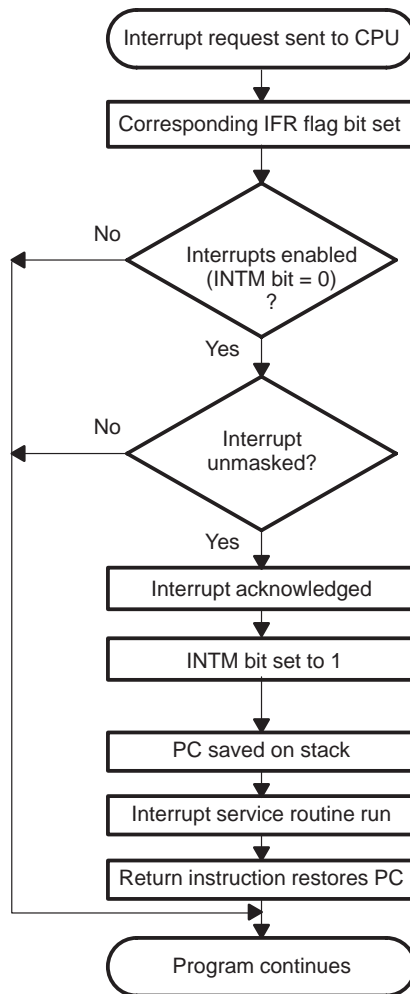 Interrupt request sent to CPU
Corresponding IFR flag bit set
No
Interrupts enabled
(INTM bit = 0)
?
Yes
No
Interrupt
unmasked?
Yes
Interrupt acknowledged
INTM bit set to 1
PC saved on stack
Interrupt service routine run
Return instruction restores PC
Program continues